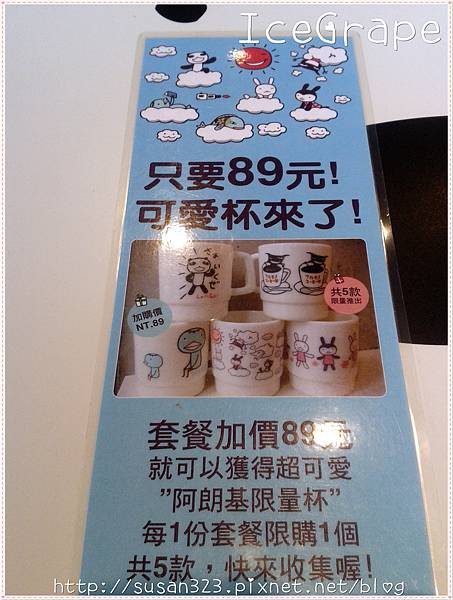 IceGrape
只要89元!
可愛杯來了!
加購價
NT.89
共5款
限量推出
套餐加價89元
就可以獲得超可愛
”阿朗基限量杯”
每1份套餐限購1個
共5款，快來收集喔!
http://susan323.pixnet.net/blog